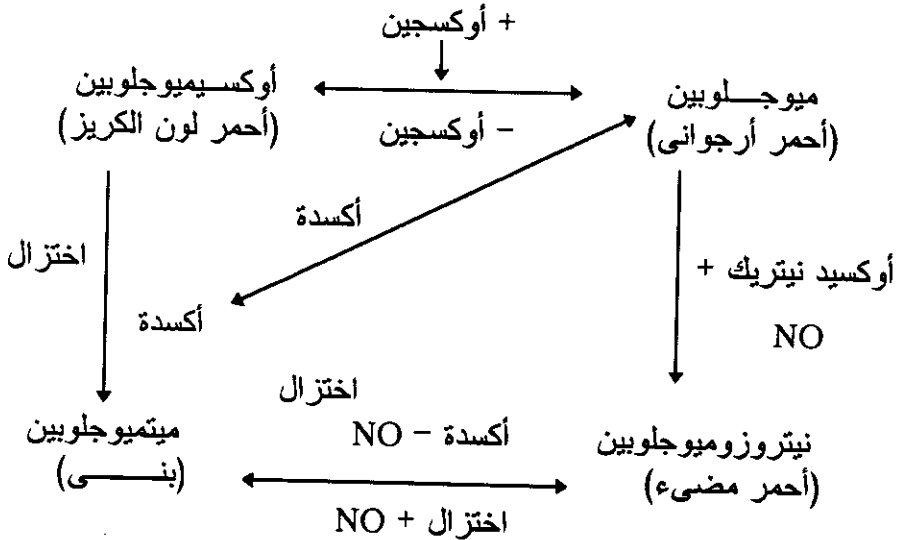 + أوكسجين
ميوجلوبين
(أحمر أرجوانى)
أوكسيميوجلوبين
(أحمر لون الكريز)
- أوكسجين
أكسدة
اختزال
أوكسيد نيتريك +
NO
أكسدة
اختزال
أكسدة – NO
نيتروزوميوجلوبين
(أحمر مضىء)
ميتميوجلوبين
(بنى)
اختزال + NO